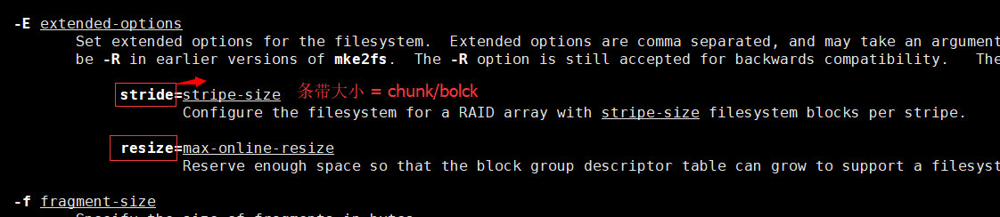 -E extended-options
Set extended options for the filesystem.  Extended options are comma separated, and may take an argument
be -R in earlier versions of mke2fs.  The -R option is still accepted for backwards compatibility.   The
stride=stripe-size 条带大小 = chunk/bolck
Configure the filesystem for a RAID array with stripe-size filesystem blocks per stripe.
resize=max-online-resize
Reserve enough space so that the block group descriptor table can grow to support a filesyst
-f fragment-size
Specify the size of fragments in bytes